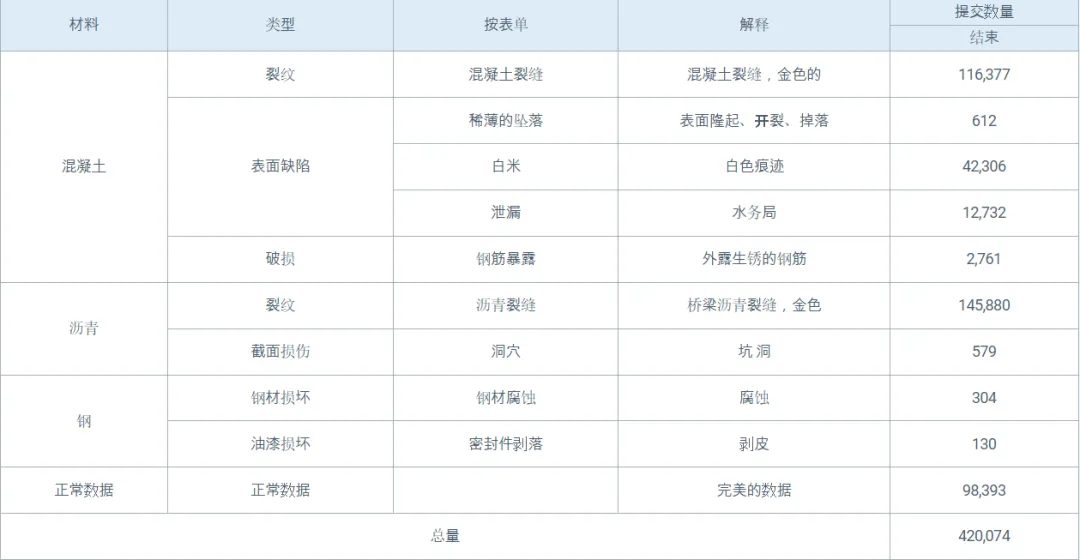 材料 类型 按表单 解释 提交数量
结束
混凝土 裂纹 混凝土裂缝 混凝土裂缝，金色的 116,377
表面缺陷 稀薄的坠落 表面隆起、开裂、掉落 612
白米 白色痕迹 42,306
泄漏 水务局 12,732
破损 钢筋暴露 外露生锈的钢筋 2,761
沥青 裂纹 沥青裂缝 桥梁沥青裂缝，金色 145,880
截面损伤 洞穴 坑 洞 579
钢 钢材损坏 钢材腐蚀 腐蚀 304
油漆损坏 密封件剥落 剥皮 130
正常数据 正常数据 完美的数据 98,393
总量 420,074